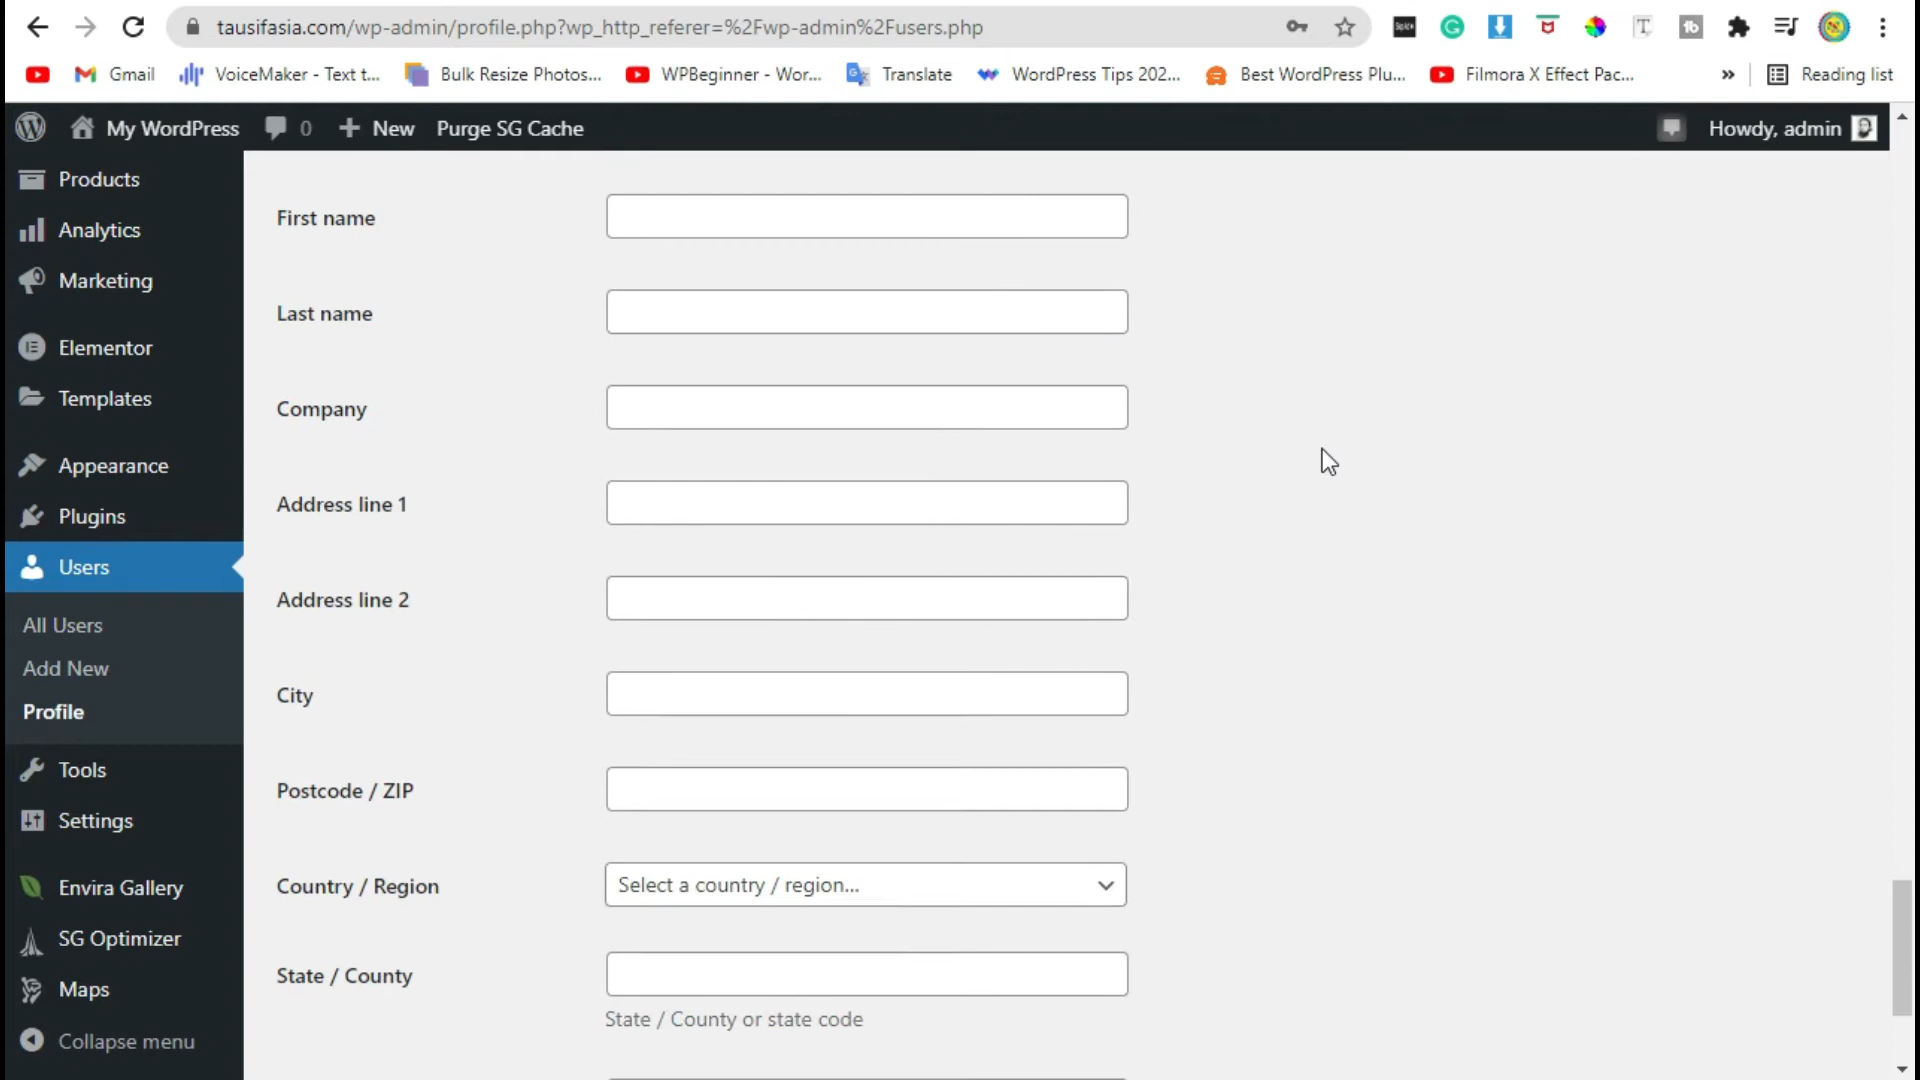 tausifasia.com/wp-admin/profile.php?wp_http_referer=%2Fwp-admin%2Fusers.php
Gmail VoiceMaker - Text t... Bulk Resize Photos... WPBeginner - Wor... Translate WordPress Tips 202... Best WordPress Plu... Filmora X Effect Pac... » Reading list
My WordPress 0 New Purge SG Cache Howdy, admin
Products
Analytics
Marketing
Elementor
Templates
Appearance
Plugins
Users
All Users
Add New
Profile
Tools
Settings
Envira Gallery
SG Optimizer
Maps
Collapse menu
First name
Last name
Company
Address line 1
Address line 2
City
Postcode / ZIP
Country / Region Select a country / region...
State / County
State / County or state code